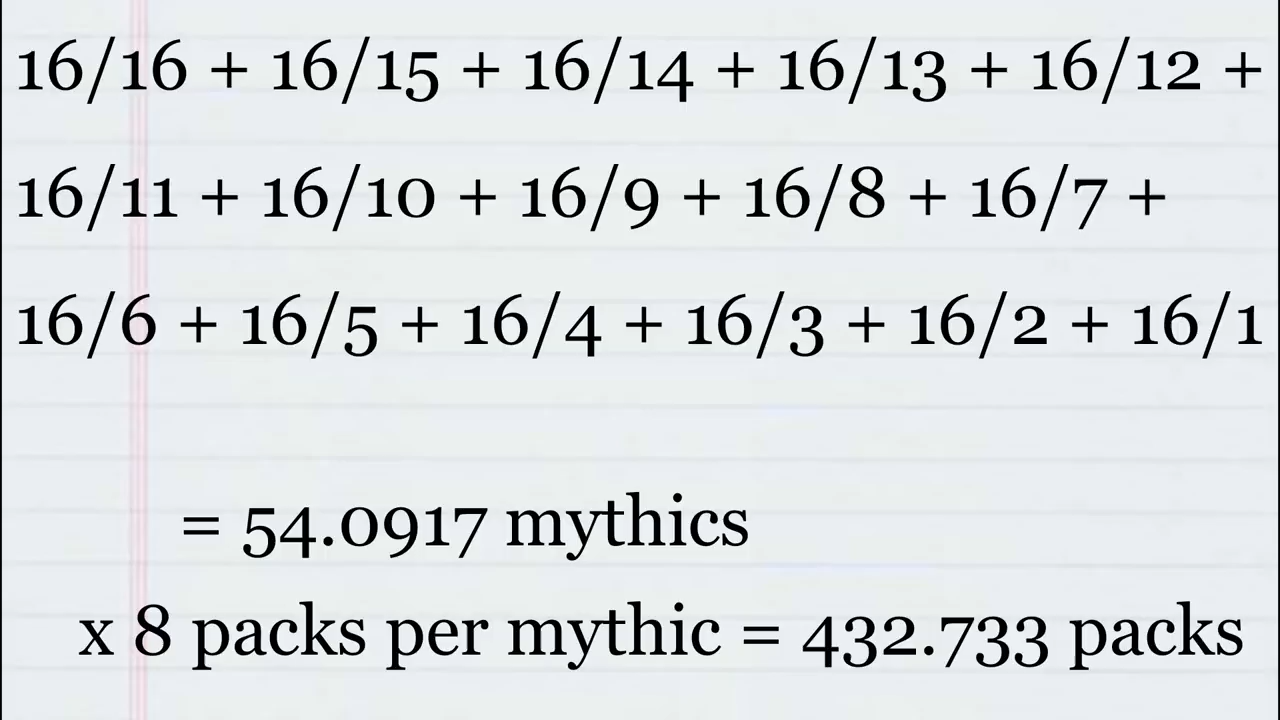 16/16 + 16/15 + 16/14 + 16/13 + 16/12 +
16/11 + 16/10 + 16/9 + 16/8 + 16/7 +
16/6 + 16/5 + 16/4 + 16/3 + 16/2 + 16/1
= 54.0917 mythics
x 8 packs per mythic = 432.733 packs